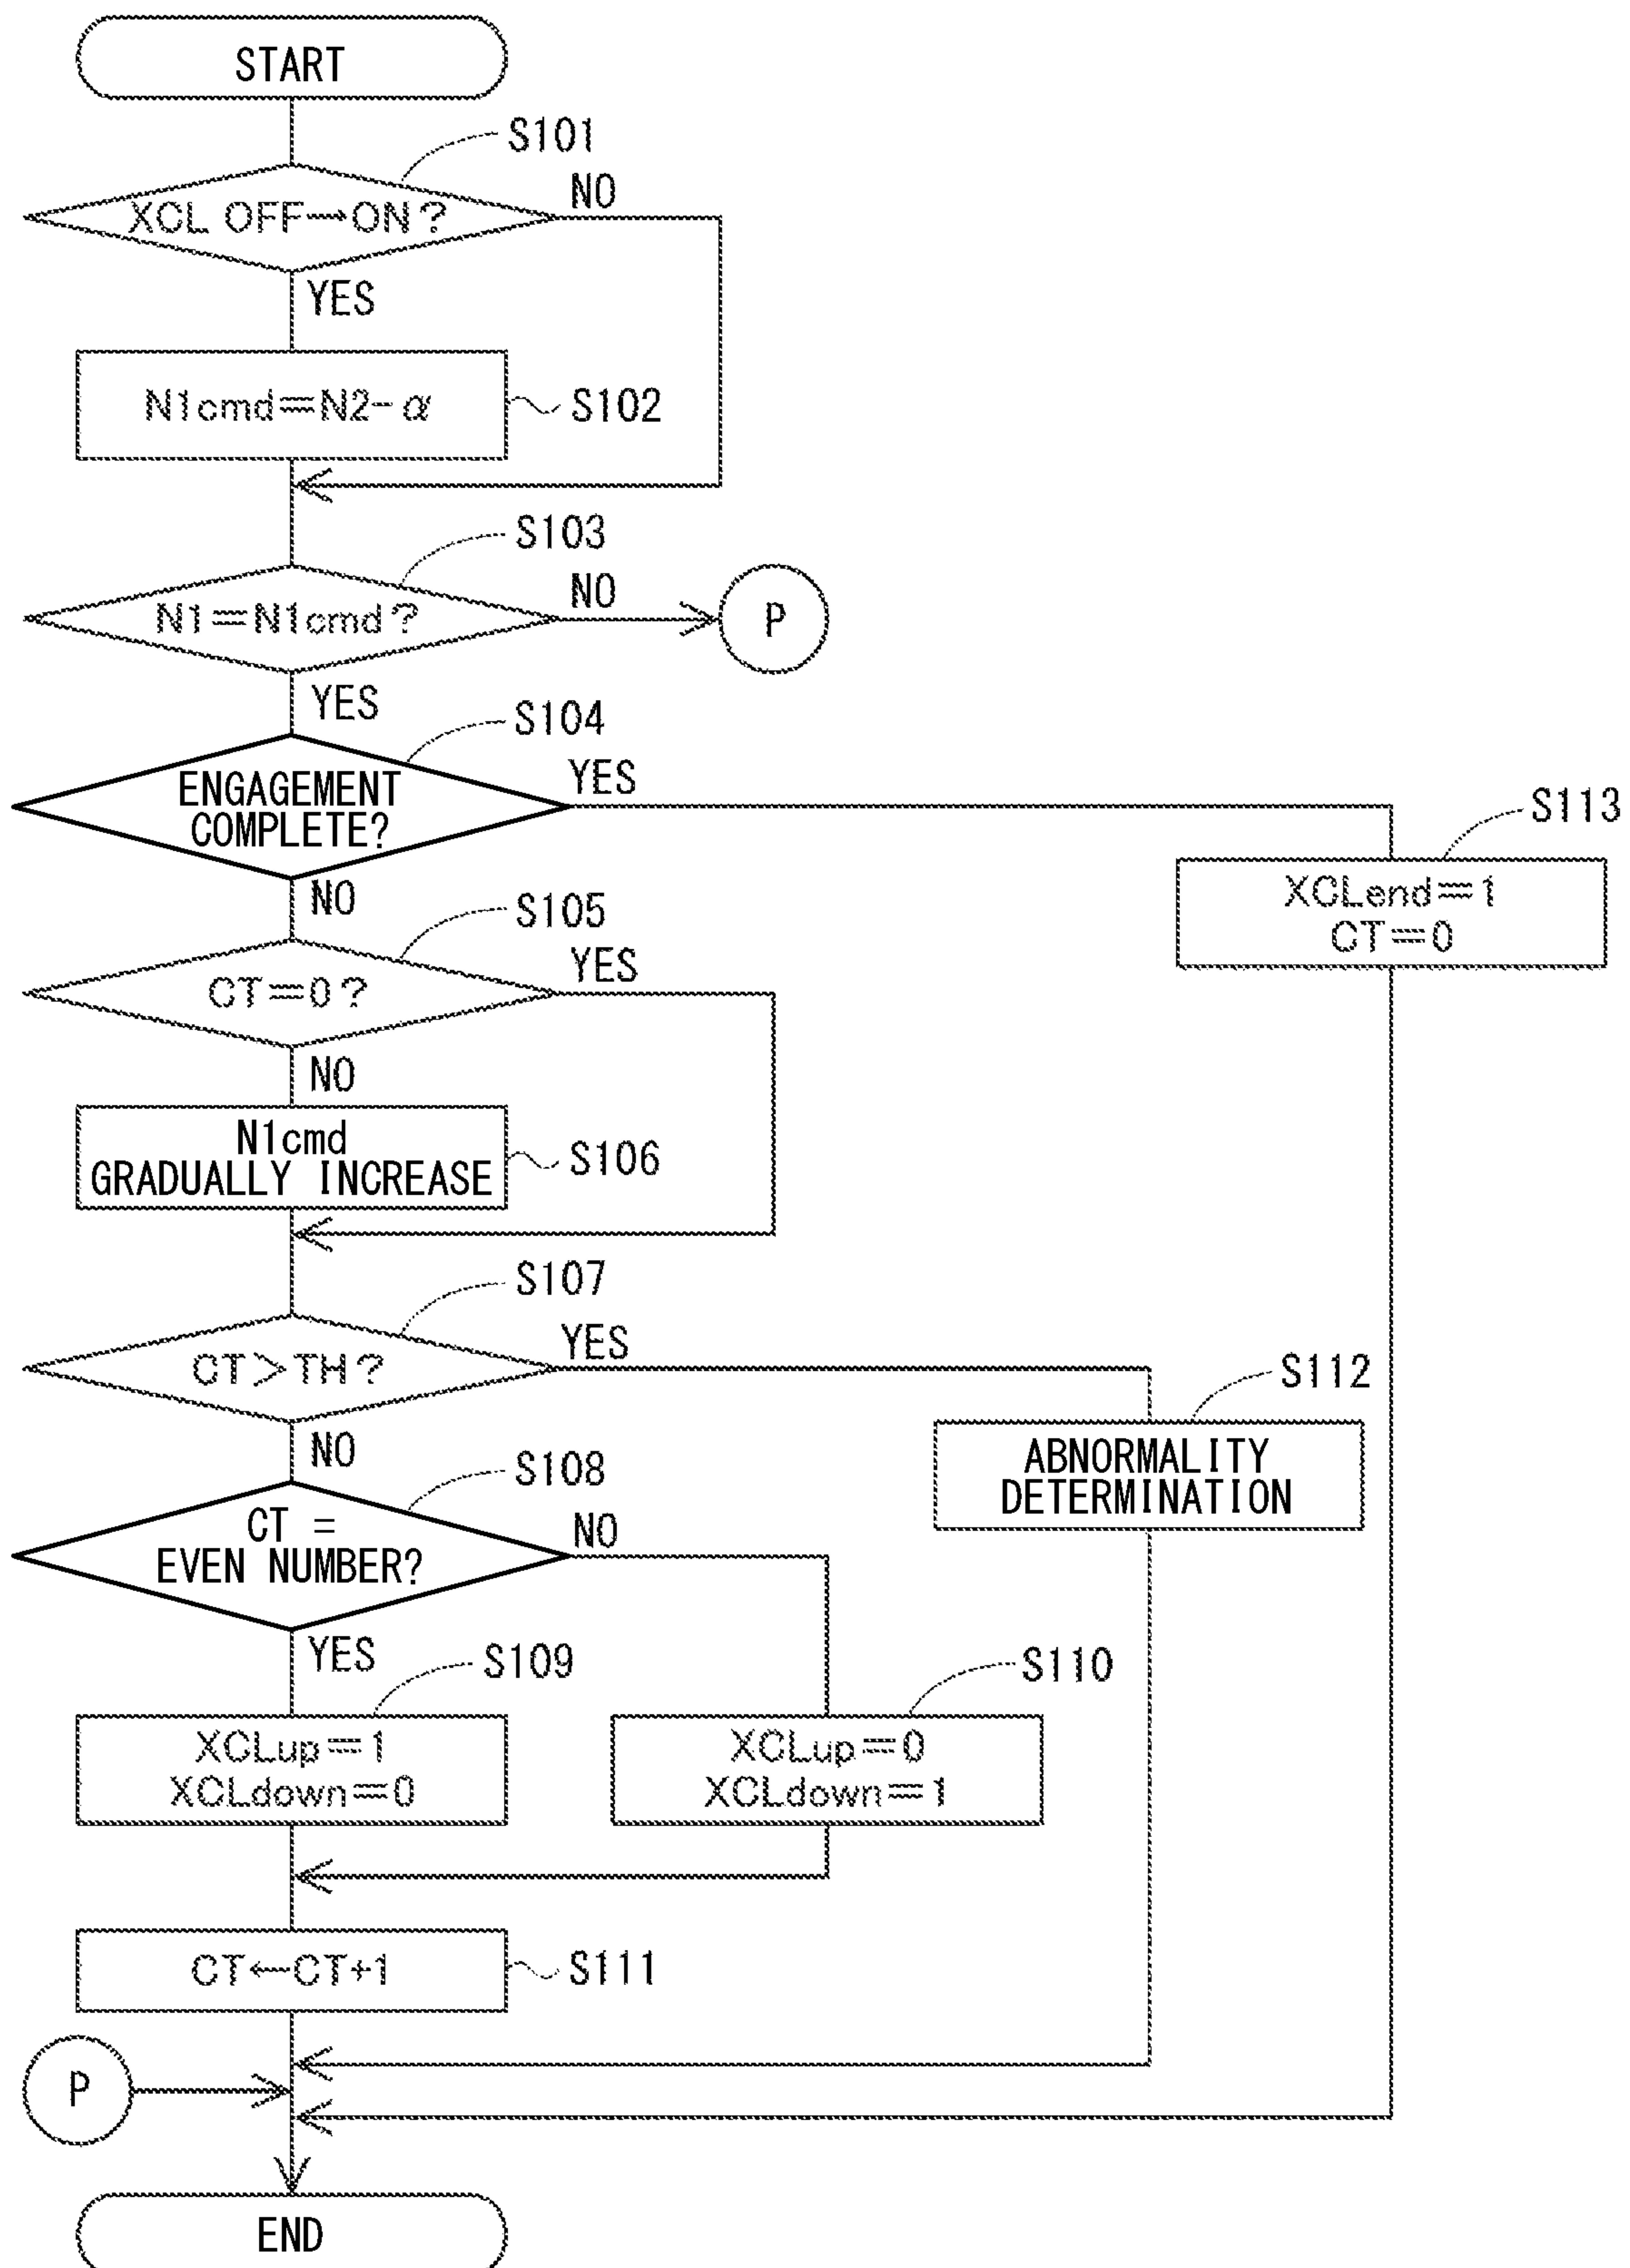 START
S101
XCL OFF→ON?
NO
YES
N1cmd=N2-α
S102
S103
N1=N1cmd?
NO
P
YES
S104
ENGAGEMENT
COMPLETE?
YES
S113
XCLend=1
CT=0
NO
S105
CT=0?
YES
NO
N1cmd
GRADUALLY INCREASE
S106
S107
CT>TH?
YES
S112
ABNORMALITY
DETERMINATION
NO
S108
CT =
EVEN NUMBER?
NO
YES
S109
XCLup=1
XCLdown=0
S110
XCLup=0
XCLdown=1
CT←CT+1
S111
P
END